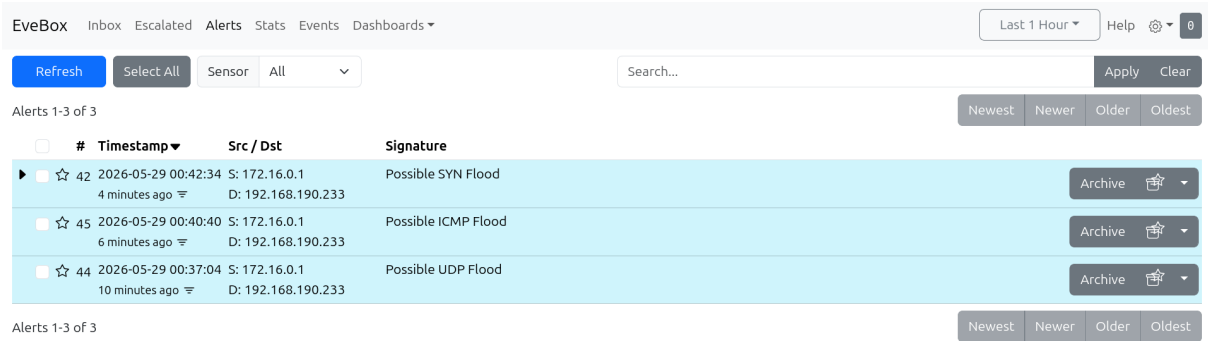 EveBox Inbox Escalated Alerts Stats Events Dashboards Last 1 Hour Help 0
Refresh Select All Sensor All Search... Apply Clear
Alerts 1-3 of 3 Newest Newer Older Oldest
# Timestamp Src / Dst Signature
42 2026-05-29 00:42:34 S: 172.16.0.1 Possible SYN Flood Archive
4 minutes ago D: 192.168.190.233
45 2026-05-29 00:40:40 S: 172.16.0.1 Possible ICMP Flood Archive
6 minutes ago D: 192.168.190.233
44 2026-05-29 00:37:04 S: 172.16.0.1 Possible UDP Flood Archive
10 minutes ago D: 192.168.190.233
Alerts 1-3 of 3 Newest Newer Older Oldest